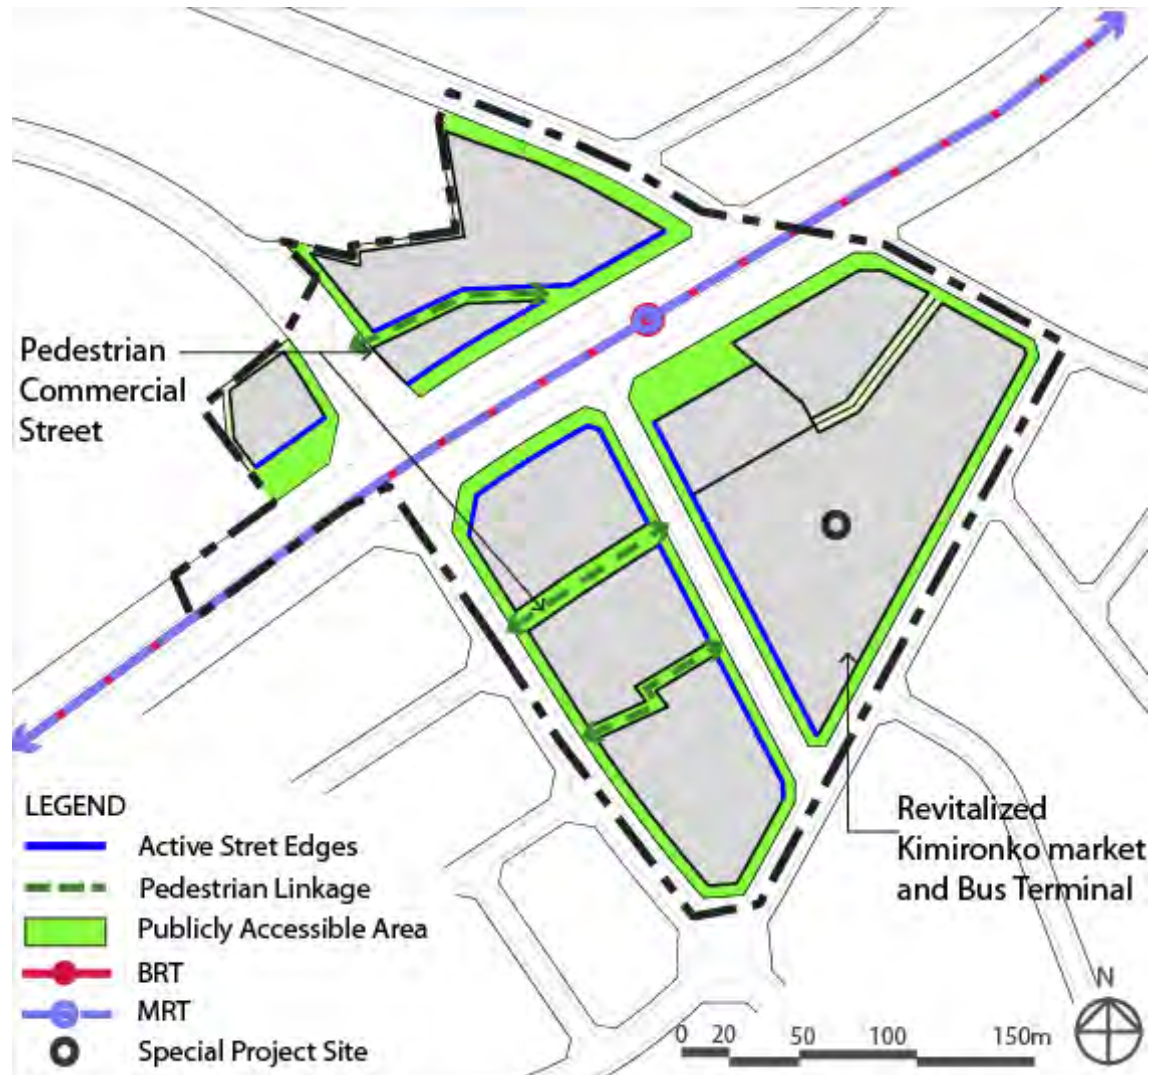 Pedestrian
Commercial
Street
LEGEND
Active Stret Edges
Pedestrian Linkage
Publicly Accessible Area
BRT
MRT
Special Project Site
Revitalized
Kimironko market
and Bus Terminal
N
0 20 50 100 150m